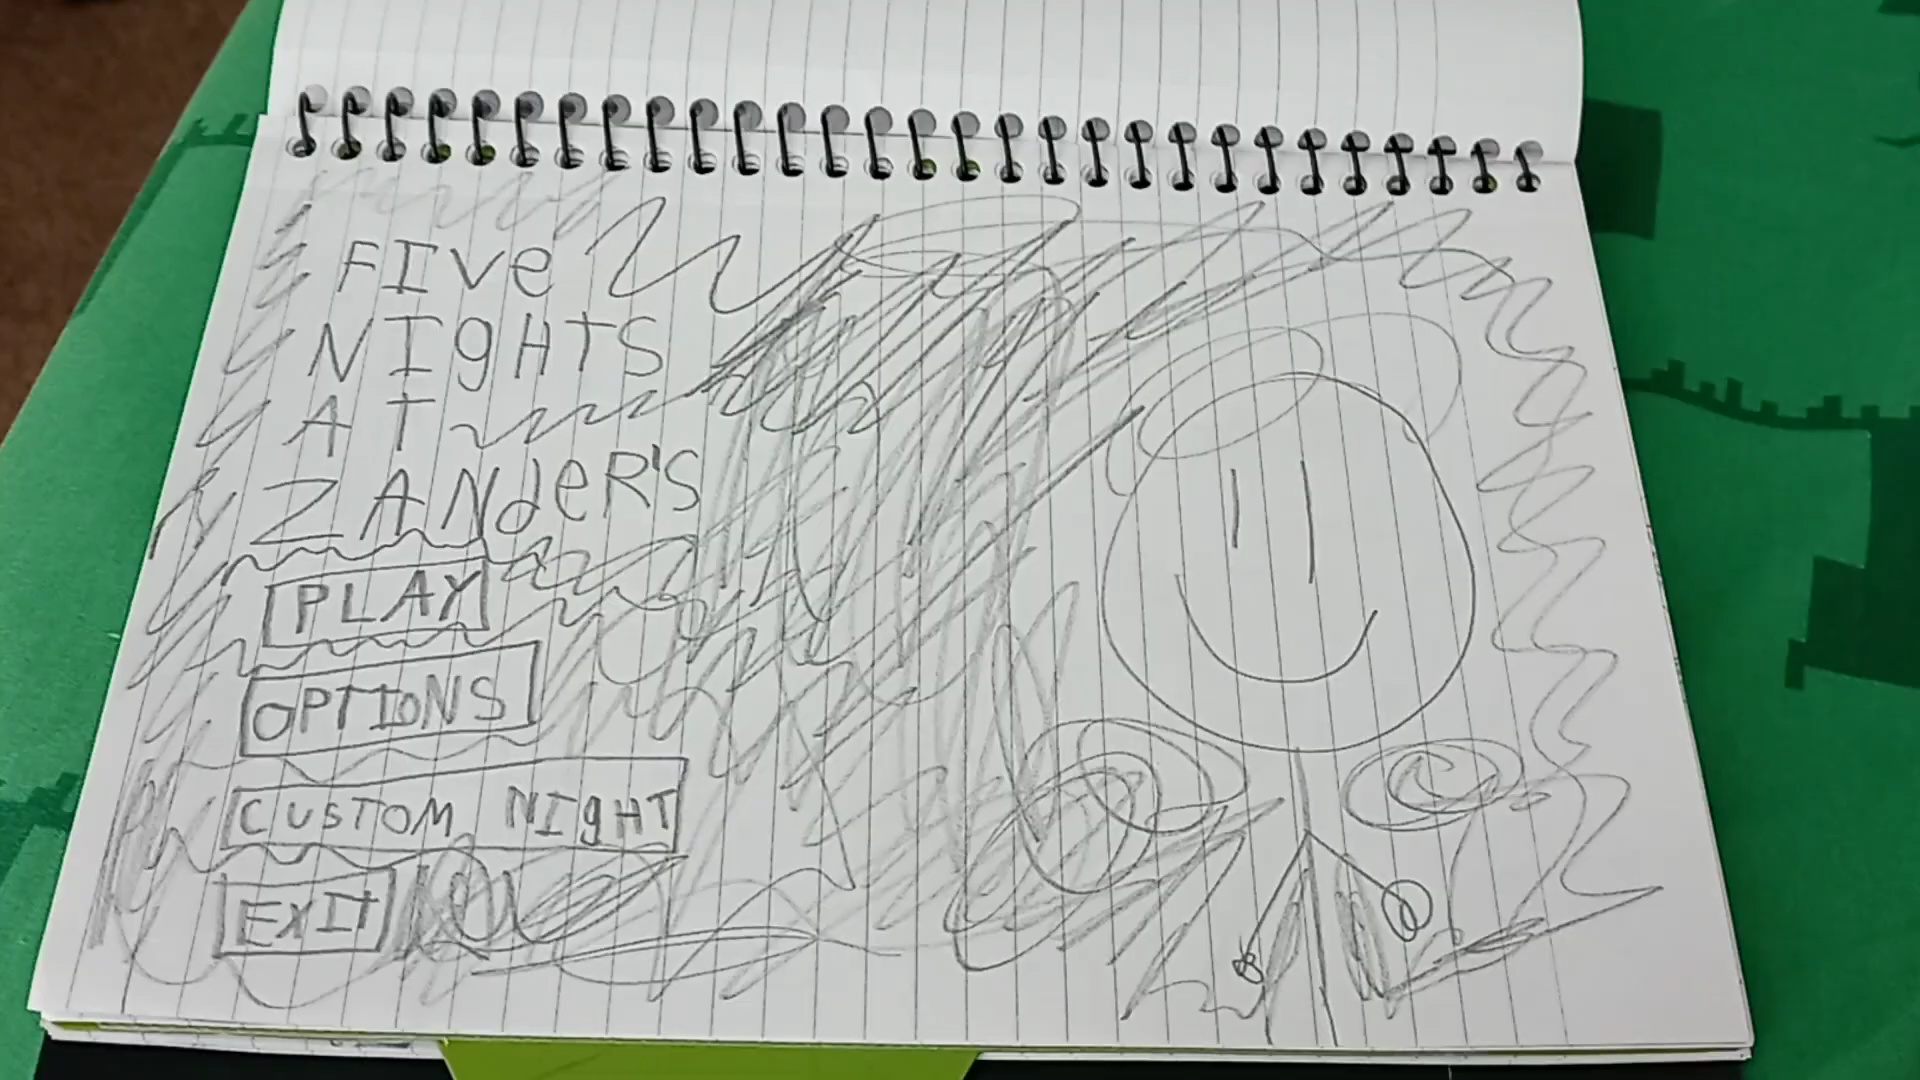 FIVe
NIgHTS
AT
ZANdeR'S
PLAY
OPTIoNS
CUSTOM NIgHT
ExIt